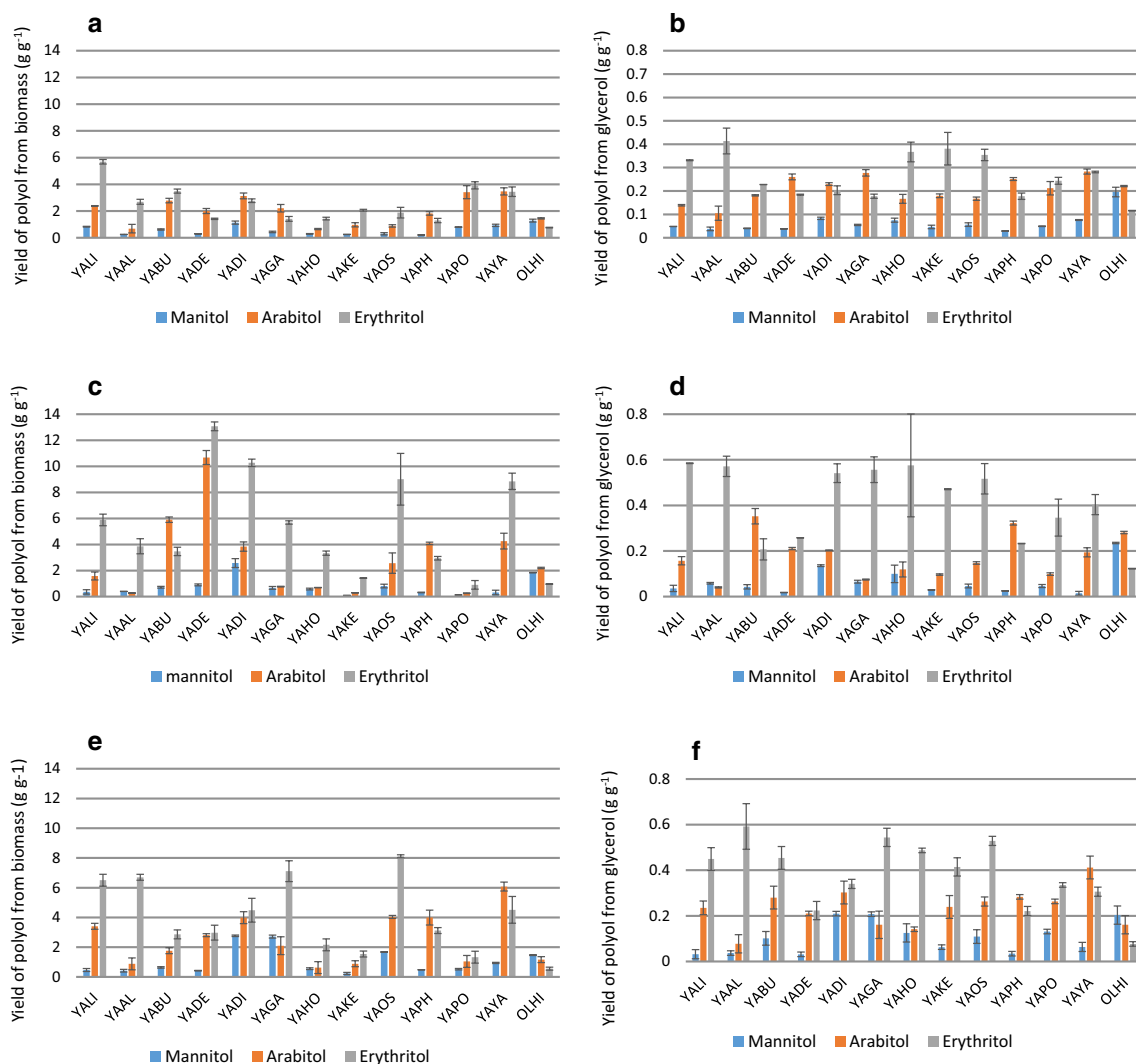 a
Yield of polyol from biomass (g g⁻¹)
14
12
10
8
6
4
2
0
YALI YAAL YABU YADE YADI YAGA YAHO YAKE YAOS YAPH YAPO YAYA OLHI
Manitol Arabitol Erythritol
b
Yield of polyol from glycerol (g g⁻¹)
0.8
0.7
0.6
0.5
0.4
0.3
0.2
0.1
0
YALI YAAL YABU YADE YADI YAGA YAHO YAKE YAOS YAPH YAPO YAYA OLHI
Mannitol Arabitol Erythritol
c
Yield of polyol from biomass (g g⁻¹)
14
12
10
8
6
4
2
0
YALI YAAL YABU YADE YADI YAGA YAHO YAKE YAOS YAPH YAPO YAYA OLHI
mannitol Arabitol Erythritol
d
Yield of polyol from glycerol (g g⁻¹)
0.8
0.6
0.4
0.2
0
YALI YAAL YABU YADE YADI YAGA YAHO YAKE YAOS YAPH YAPO YAYA OLHI
Mannitol Arabitol Erythritol
e
Yield of polyol from biomass (g g-1)
14
12
10
8
6
4
2
0
YALI YAAL YABU YADE YADI YAGA YAHO YAKE YAOS YAPH YAPO YAYA OLHI
Mannitol Arabitol Erythritol
f
Yield of polyol from glycerol (g g⁻¹)
0.8
0.6
0.4
0.2
0
YALI YAAL YABU YADE YADI YAGA YAHO YAKE YAOS YAPH YAPO YAYA OLHI
Mannitol Arabitol Erythritol